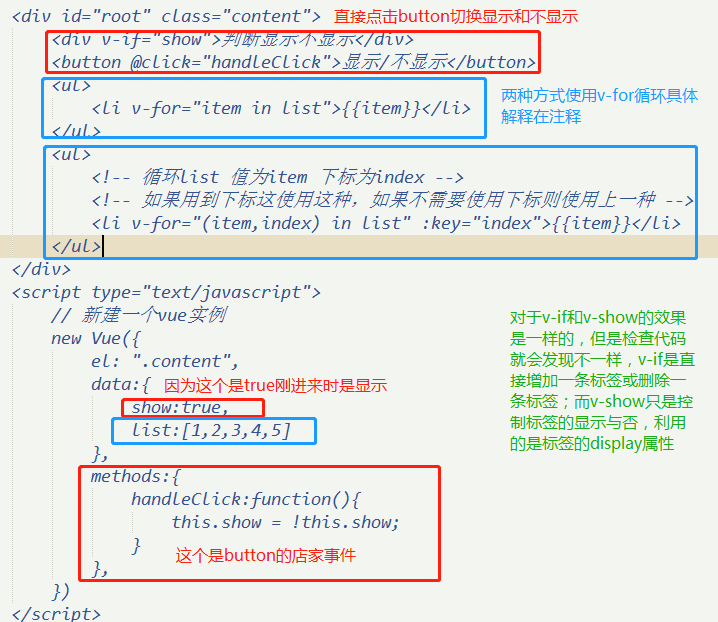 <div id="root" class="content"> 直接点击button切换显示和不显示
<div v-if="show">判断显示不显示</div>
<button @click="handleClick">显示/不显示</button>
<ul>
<li v-for="item in list">{{item}}</li>
</ul>
两种方式使用v-for循环具体
解释在注释
<ul>
<!-- 循环list 值为item 下标为index -->
<!-- 如果用到下标这使用这种，如果不需要使用下标则使用上一种 -->
<li v-for="(item,index) in list" :key="index">{{item}}</li>
</ul>
</div>
<script type="text/javascript">
// 新建一个vue实例
new Vue({
el: ".content",
data:{ 因为这个是true刚进来时是显示
show:true,
list:[1,2,3,4,5]
},
methods:{
handleClick:function(){
this.show = !this.show;
}
这个是button的店家事件
},
})
</script>
对于v-if和v-show的效果
是一样的，但是检查代码
就会发现不一样，v-if是直
接增加一条标签或删除一
条标签；而v-show只是控
制标签的显示与否，利用
的是标签的display属性